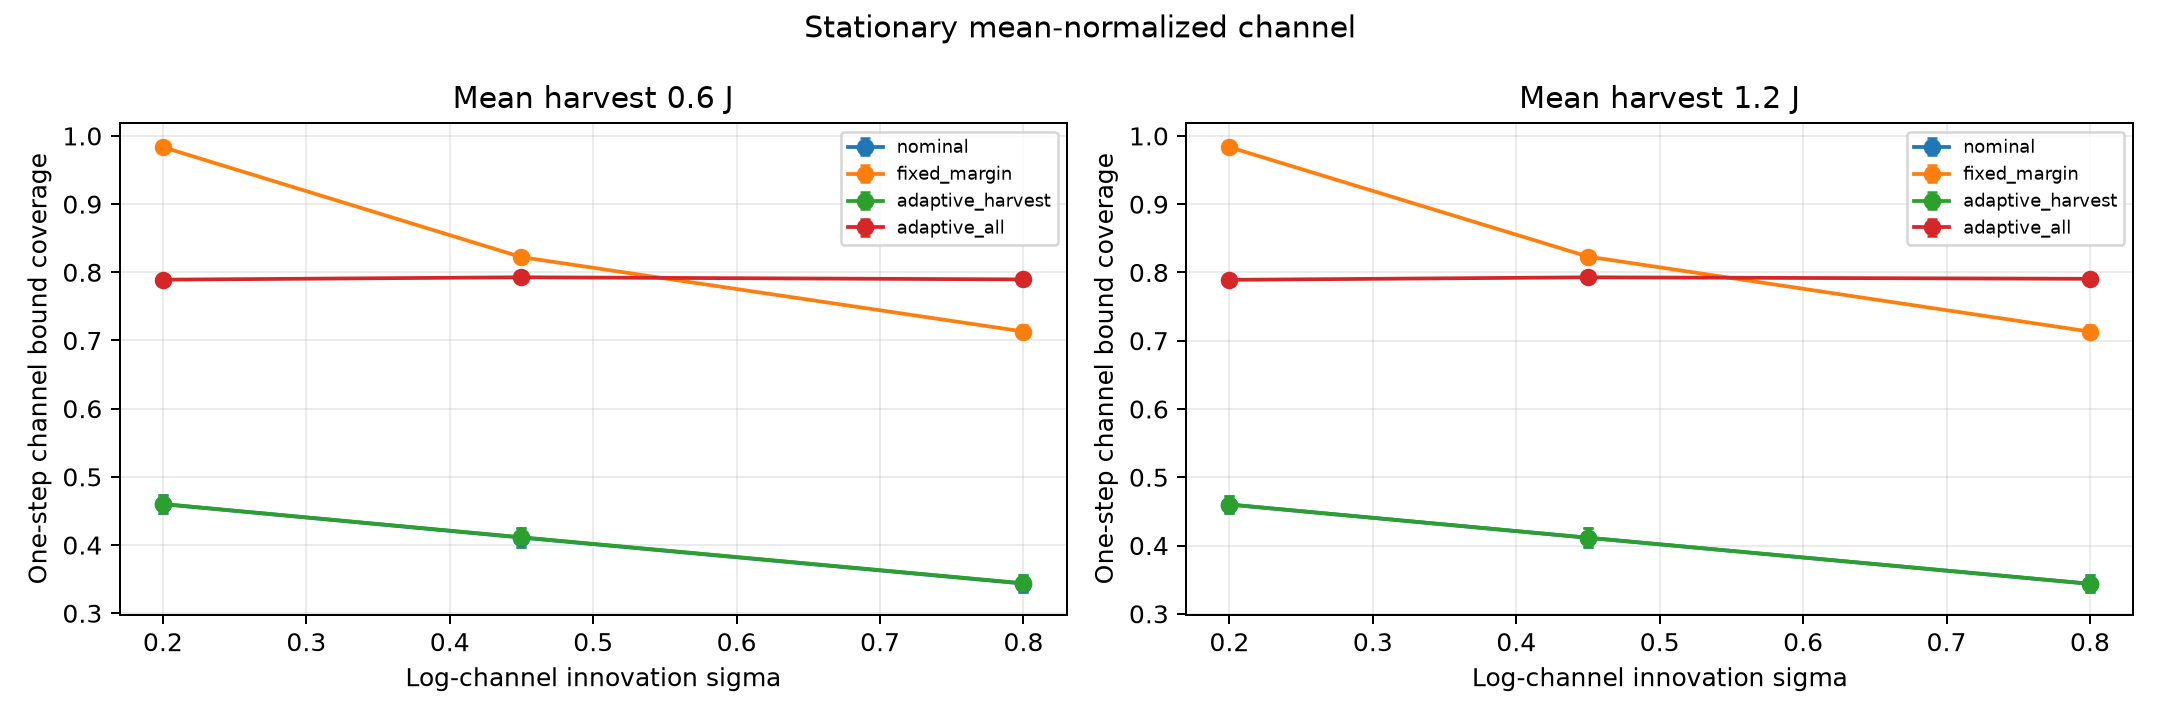 Stationary mean-normalized channel
Mean harvest 0.6 J
One-step channel bound coverage
1.0
0.9
0.8
0.7
0.6
0.5
0.4
0.3
nominal
fixed_margin
adaptive_harvest
adaptive_all
0.2 0.3 0.4 0.5 0.6 0.7 0.8
Log-channel innovation sigma
Mean harvest 1.2 J
One-step channel bound coverage
1.0
0.9
0.8
0.7
0.6
0.5
0.4
0.3
nominal
fixed_margin
adaptive_harvest
adaptive_all
0.2 0.3 0.4 0.5 0.6 0.7 0.8
Log-channel innovation sigma